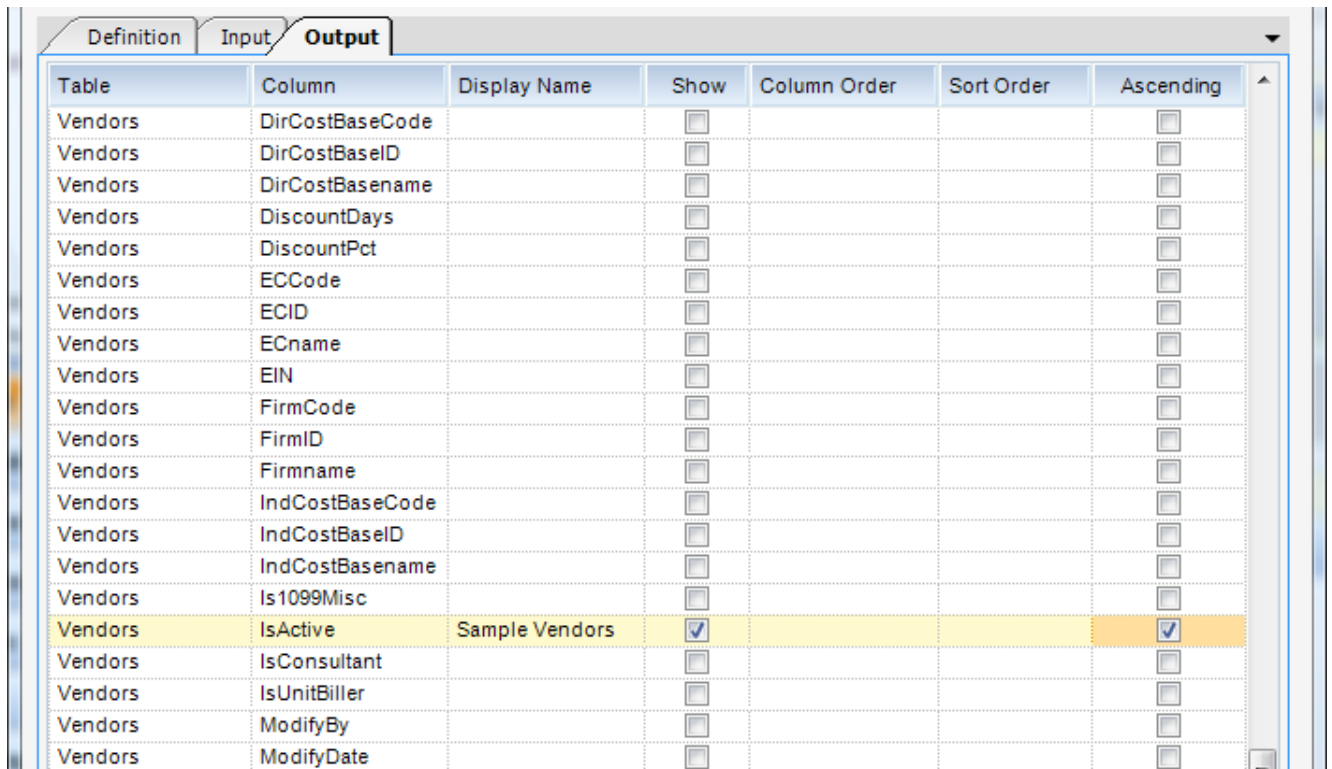 Definition Input Output
Table Column Display Name Show Column Order Sort Order Ascending
Vendors DirCostBaseCode
Vendors DirCostBaseID
Vendors DirCostBasename
Vendors DiscountDays
Vendors DiscountPct
Vendors ECCode
Vendors ECID
Vendors ECname
Vendors EIN
Vendors FirmCode
Vendors FirmID
Vendors Firmname
Vendors IndCostBaseCode
Vendors IndCostBaseID
Vendors IndCostBasename
Vendors Is1099Misc
Vendors IsActive Sample Vendors
Vendors IsConsultant
Vendors IsUnitBiller
Vendors ModifyBy
Vendors ModifyDate